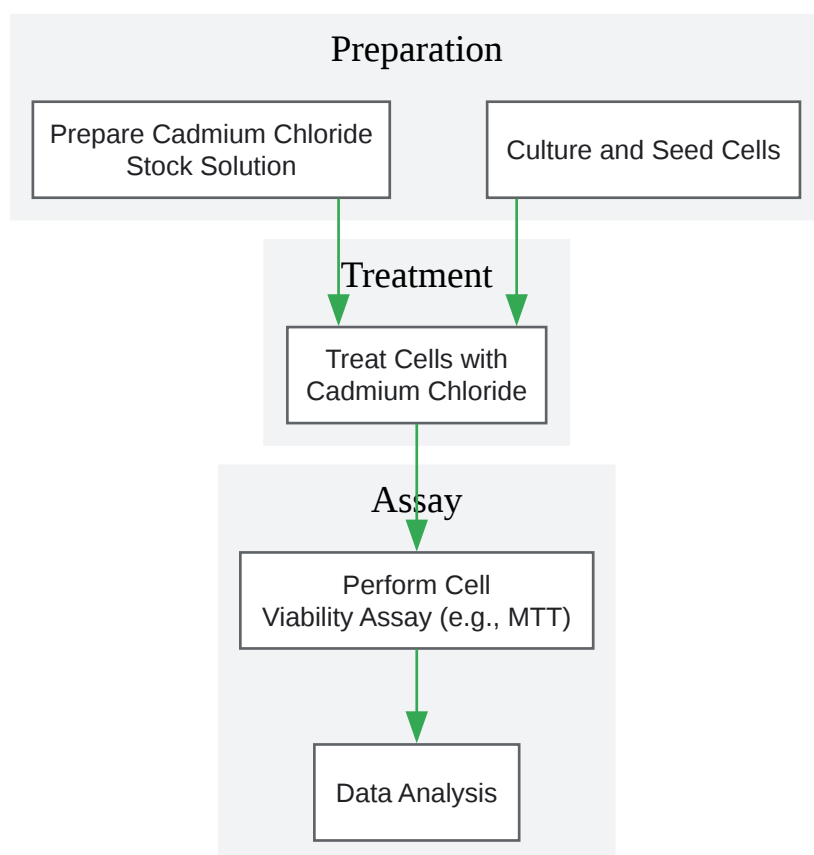 Preparation
Prepare Cadmium Chloride
Stock Solution
Culture and Seed Cells
Treatment
Treat Cells with
Cadmium Chloride
Assay
Perform Cell
Viability Assay (e.g., MTT)
Data Analysis